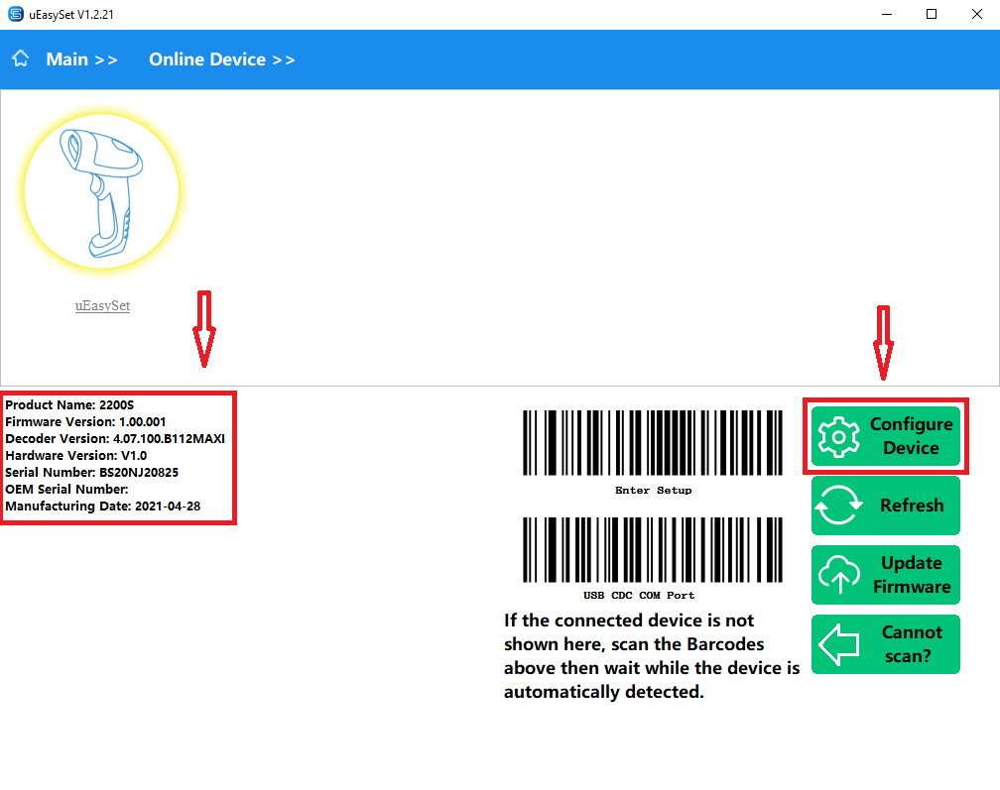 uEasySet V1.2.21
Main >> Online Device >>
uEasySet
Product Name: 2200S
Firmware Version: 1.00.001
Decoder Version: 4.07.100.B112MAXI
Hardware Version: V1.0
Serial Number: BS20NJ20825
OEM Serial Number:
Manufacturing Date: 2021-04-28
Enter Setup
USB CDC COM Port
If the connected device is not
shown here, scan the Barcodes
above then wait while the device is
automatically detected.
Configure
Device
Refresh
Update
Firmware
Cannot
scan?